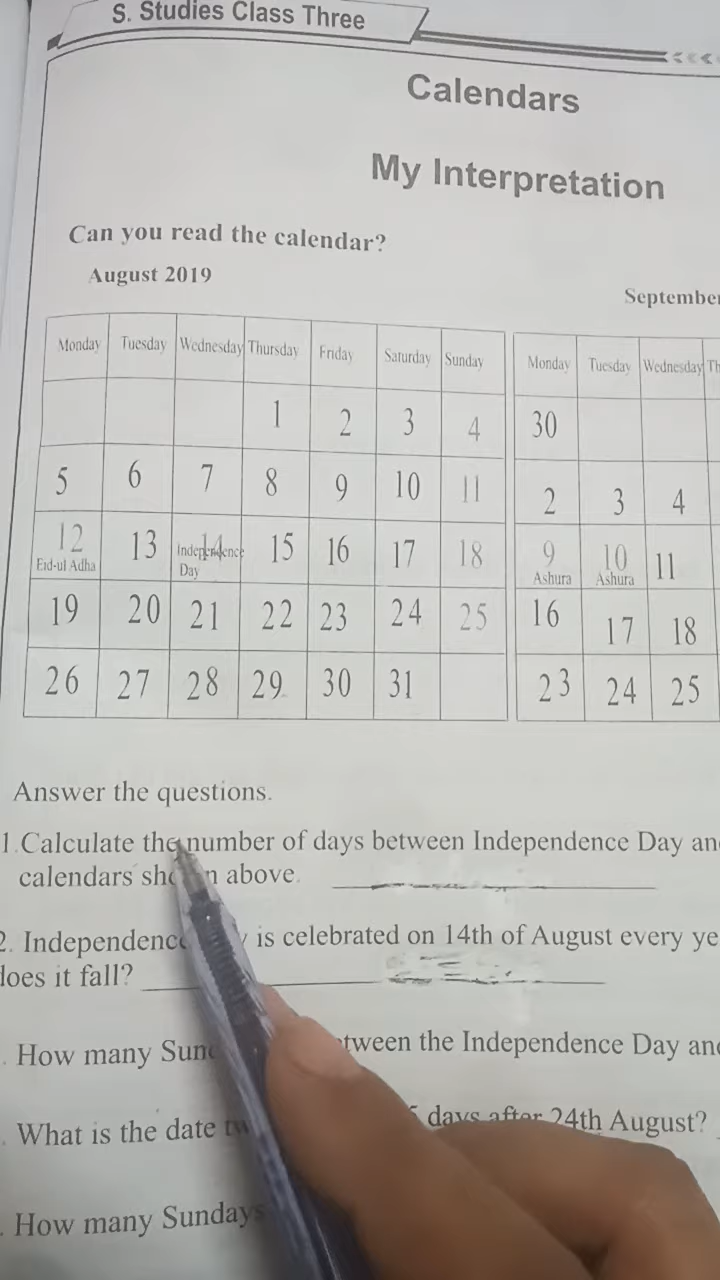 S. Studies Class Three
Calendars
My Interpretation
Can you read the calendar?
August 2019
Monday Tuesday Wednesday Thursday Friday Saturday Sunday
1 2 3 4
5 6 7 8 9 10 11
12 13 14 15 16 17 18
Eid-ul Adha Independence Day
19 20 21 22 23 24 25
26 27 28 29 30 31
September
Monday Tuesday Wednesday Th
30
2 3 4
9 10 11
Ashura Ashura
16 17 18
23 24 25
Answer the questions.
1.Calculate the number of days between Independence Day an
calendars above.
2. Independence is celebrated on 14th of August every ye
does it fall?
. How many the Independence Day and
. What is the date days after 24th August?
. How many Sundays